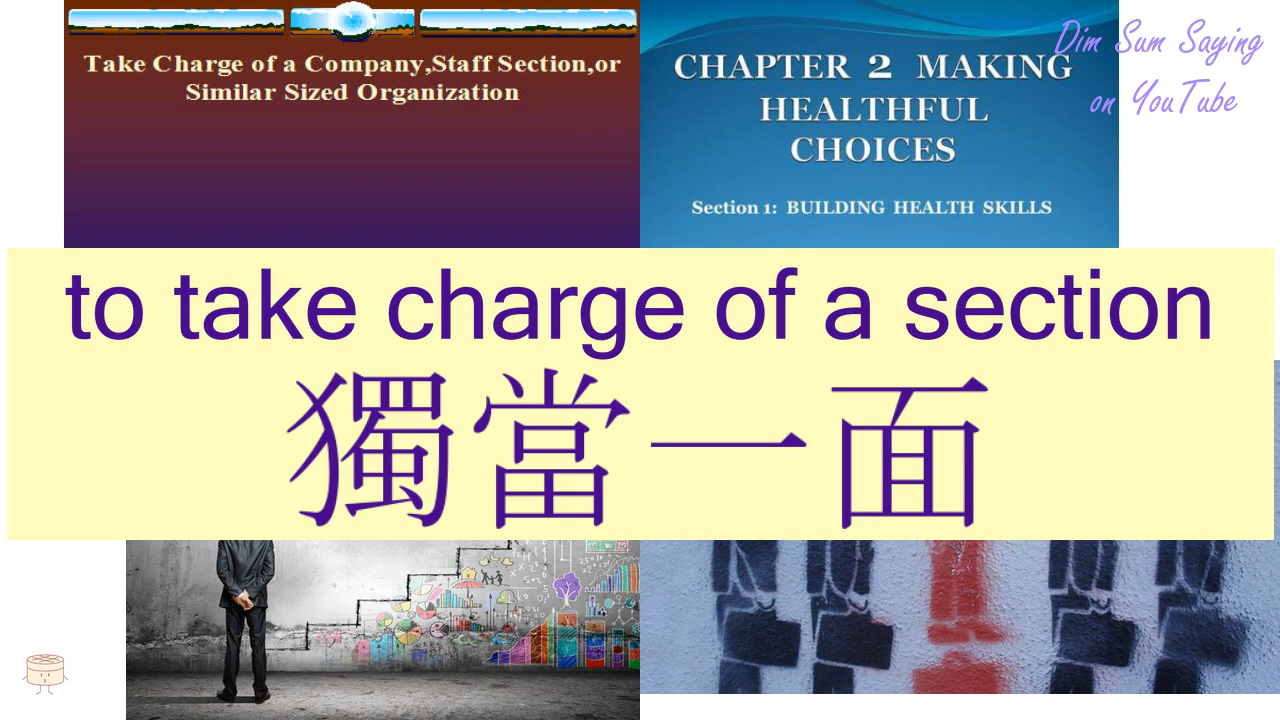 Take Charge of a Company,Staff Section,or
Similar Sized Organization
CHAPTER 2 MAKING
HEALTHFUL
CHOICES
Section 1: BUILDING HEALTH SKILLS
Dim Sum Saying
on YouTube
to take charge of a section
獨當一面